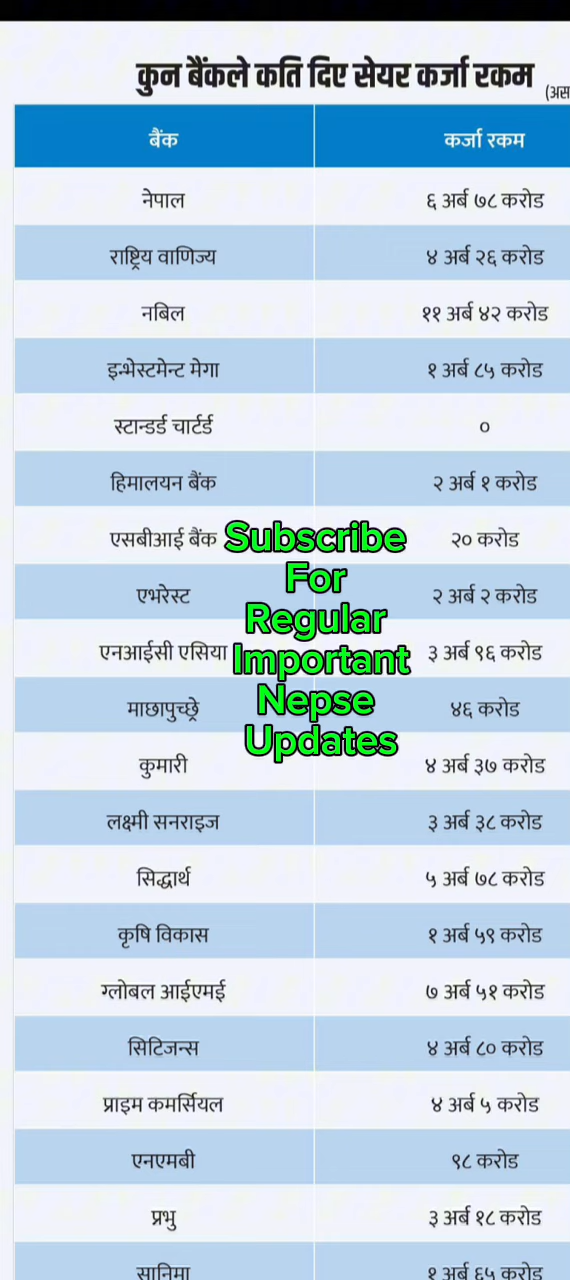 कुन बैंकले कति दिए सेयर कर्जा रकम
(अस
बैंक कर्जा रकम
नेपाल ६ अर्ब ७८ करोड
राष्ट्रिय वाणिज्य ४ अर्ब २६ करोड
नबिल ११ अर्ब ४२ करोड
इन्भेस्टमेन्ट मेगा १ अर्ब ८५ करोड
स्टान्डर्ड चार्टर्ड ०
हिमालयन बैंक २ अर्ब १ करोड
एसबीआई बैंक २० करोड
एभरेस्ट २ अर्ब २ करोड
एनआईसी एसिया ३ अर्ब ९६ करोड
माछापुच्छ्रे ४६ करोड
कुमारी ४ अर्ब ३७ करोड
लक्ष्मी सनराइज ३ अर्ब ३८ करोड
सिद्धार्थ ५ अर्ब ७८ करोड
कृषि विकास १ अर्ब ५९ करोड
ग्लोबल आईएमई ७ अर्ब ५१ करोड
सिटिजन्स ४ अर्ब ८० करोड
प्राइम कमर्सियल ४ अर्ब ५ करोड
एनएमबी ९८ करोड
प्रभु ३ अर्ब १८ करोड
सानिमा १ अर्ब ६५ करोड
Subscribe
For
Regular
Important
Nepse
Updates